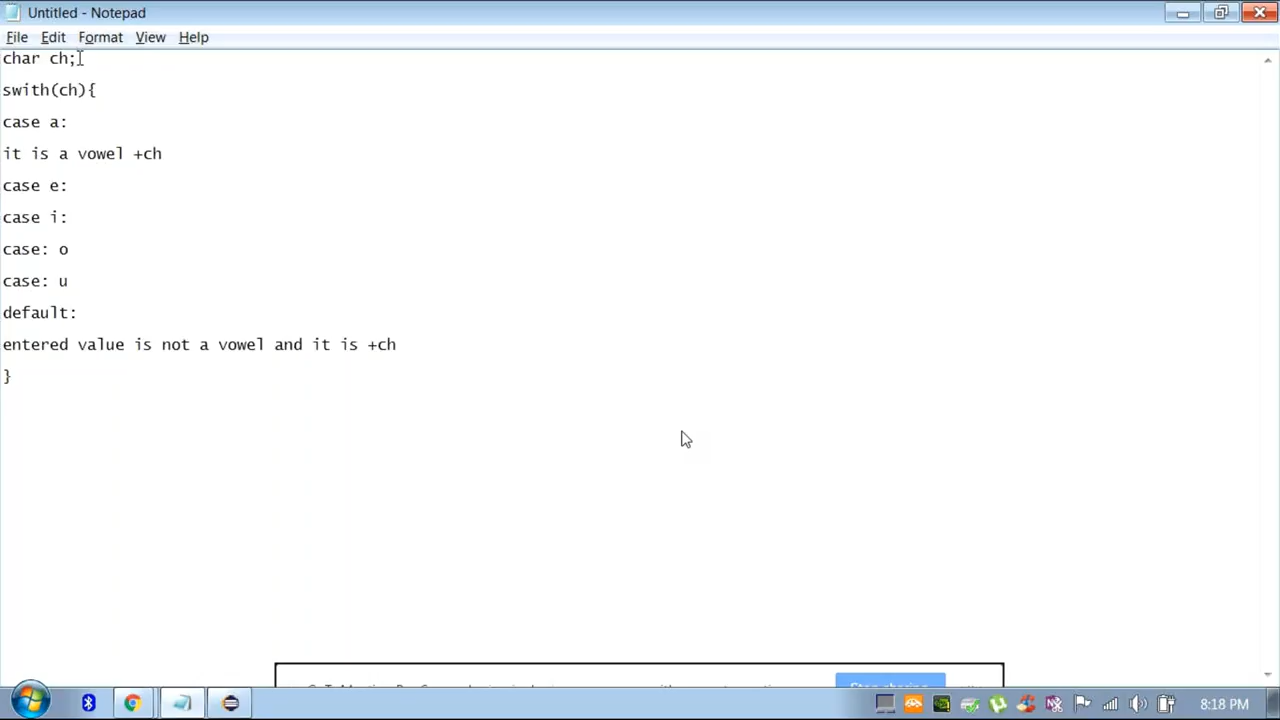 Untitled - Notepad
File Edit Format View Help
char ch;
swith(ch){
case a:
it is a vowel +ch
case e:
case i:
case: o
case: u
default:
entered value is not a vowel and it is +ch
}
8:18 PM